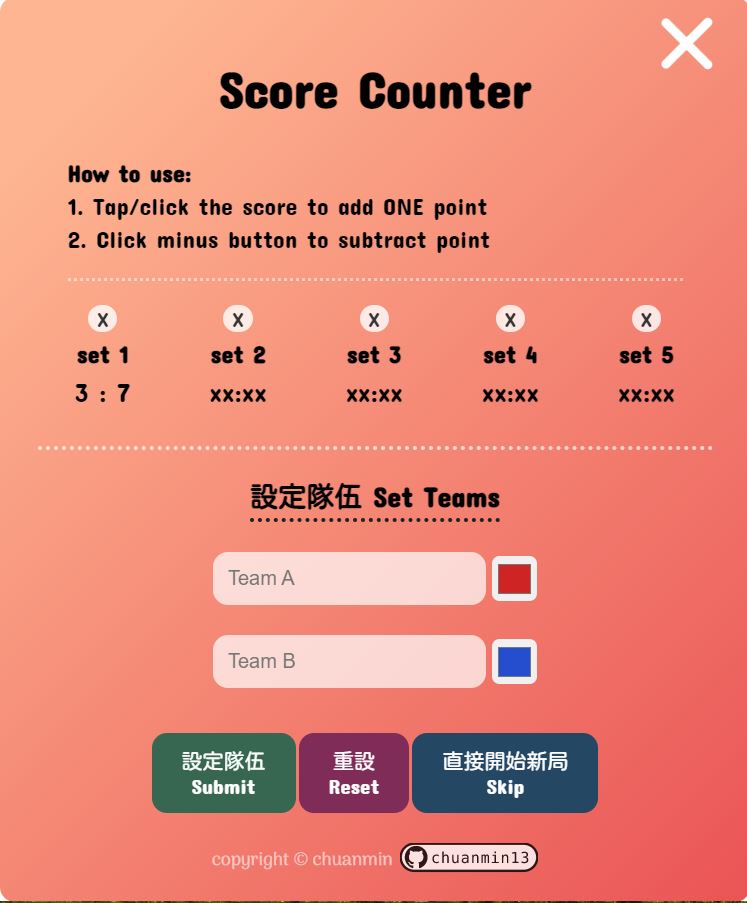 Score Counter
How to use:
1. Tap/click the score to add ONE point
2. Click minus button to subtract point
X X X X X
set 1 set 2 set 3 set 4 set 5
3 : 7 xx:xx xx:xx xx:xx xx:xx
設定隊伍 Set Teams
Team A
Team B
設定隊伍 重設 直接開始新局
Submit Reset Skip
copyright © chuanmin chuanmin13